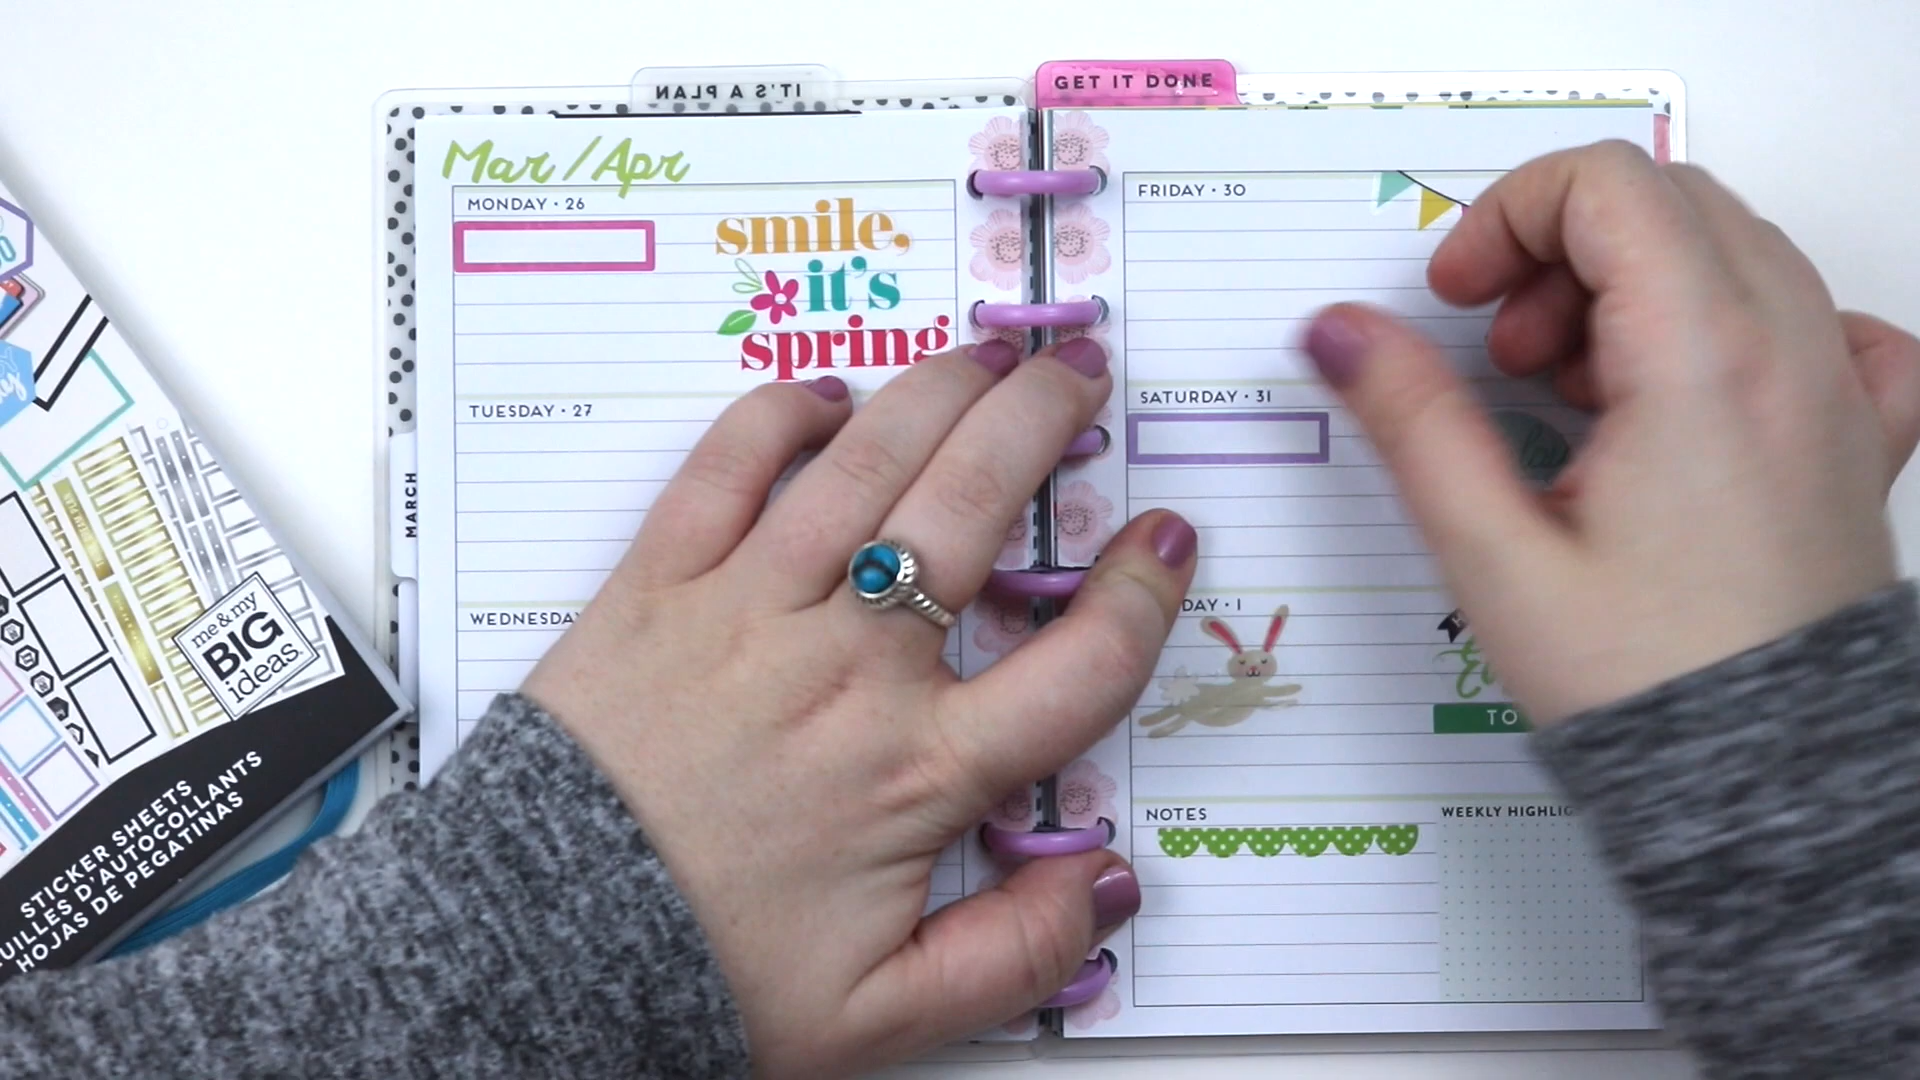 IT'S A PLAN
GET IT DONE
Mar/Apr
MONDAY · 26
smile,
it's
spring
TUESDAY · 27
WEDNESDAY
MARCH
FRIDAY · 30
SATURDAY · 31
DAY · 1
TO
NOTES
WEEKLY HIGHLIG
me & my
BIG
ideas.
STICKER SHEETS
UILLES D'AUTOCOLLANTS
HOJAS DE PEGATINAS